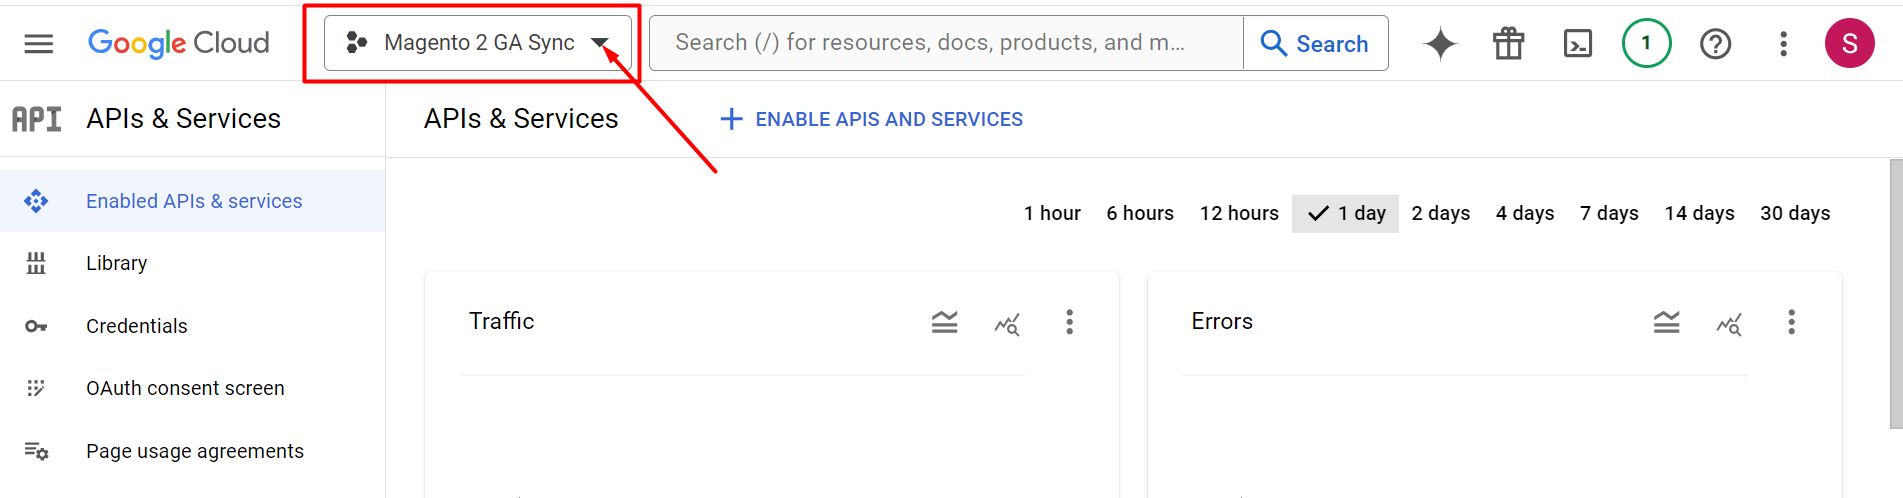 Google Cloud
Magento 2 GA Sync
Search (/) for resources, docs, products, and m...
Search
1
S
API
APIs & Services
APIs & Services
ENABLE APIS AND SERVICES
Enabled APIs & services
Library
Credentials
OAuth consent screen
Page usage agreements
1 hour 6 hours 12 hours 1 day 2 days 4 days 7 days 14 days 30 days
Traffic
Errors